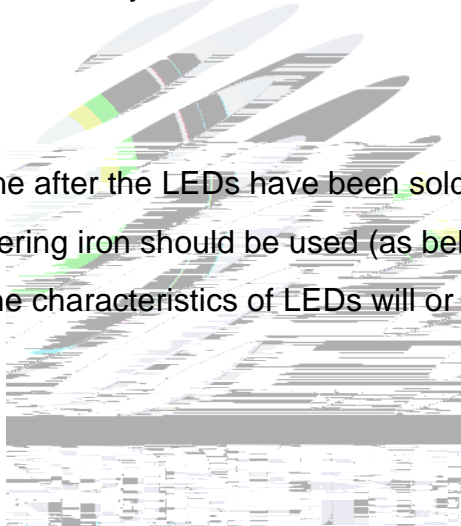 ne after the LEDs have been sold
ering iron should be used (as bel
ne characteristics of LEDs will or